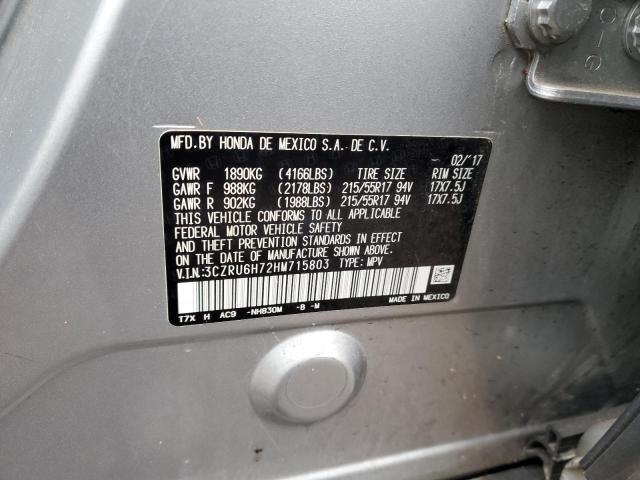 MFD.BY HONDA DE MEXICO S.A. DE C.V.
02/'17
GVWR 1890KG (4166LBS) TIRE SIZE RIM SIZE
GAWR F 988KG (2178LBS) 215/55R17 94V 17X7.5J
GAWR R 902KG (1988LBS) 215/55R17 94V 17X7.5J
THIS VEHICLE CONFORMS TO ALL APPLICABLE
FEDERAL MOTOR VEHICLE SAFETY
AND THEFT PREVENTION STANDARDS IN EFFECT
ON THE DATE OF MANUFACTURE SHOWN ABOVE.
V.I.N.:3CZRU6H72HM715803 TYPE: MPV
MADE IN MEXICO
T7X H AC9 -NH830M -B -M